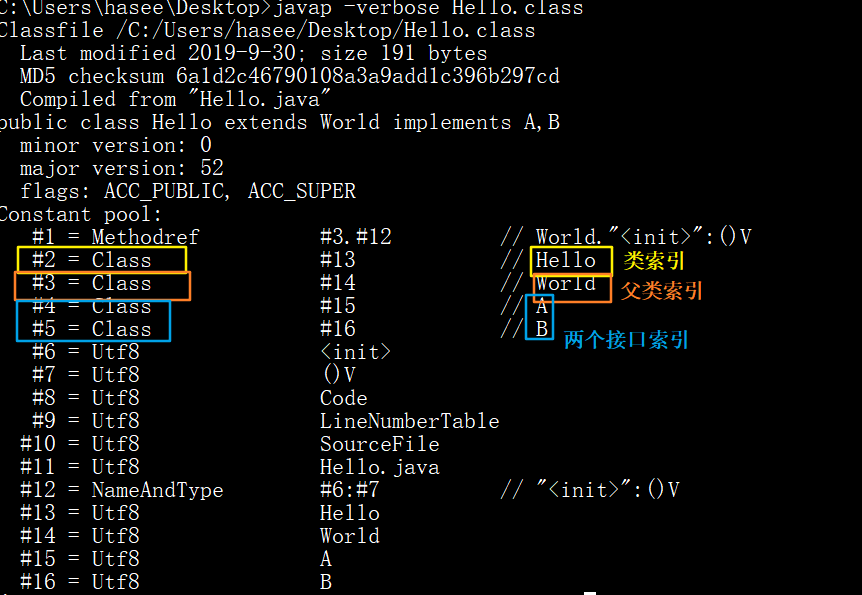 C:\Users\hasee\Desktop>javap -verbose Hello.class
Classfile /C:/Users/hasee/Desktop/Hello.class
Last modified 2019-9-30; size 191 bytes
MD5 checksum 6a1d2c46790108a3a9add1c396b297cd
Compiled from "Hello.java"
public class Hello extends World implements A,B
minor version: 0
major version: 52
flags: ACC_PUBLIC, ACC_SUPER
Constant pool:
#1 = Methodref #3.#12 // World."<init>":()V
#2 = Class #13 // Hello 类索引
#3 = Class #14 // World 父类索引
#4 = Class #15 // A
#5 = Class #16 // B 两个接口索引
#6 = Utf8 <init>
#7 = Utf8 ()V
#8 = Utf8 Code
#9 = Utf8 LineNumberTable
#10 = Utf8 SourceFile
#11 = Utf8 Hello.java
#12 = NameAndType #6:#7 // "<init>":()V
#13 = Utf8 Hello
#14 = Utf8 World
#15 = Utf8 A
#16 = Utf8 B